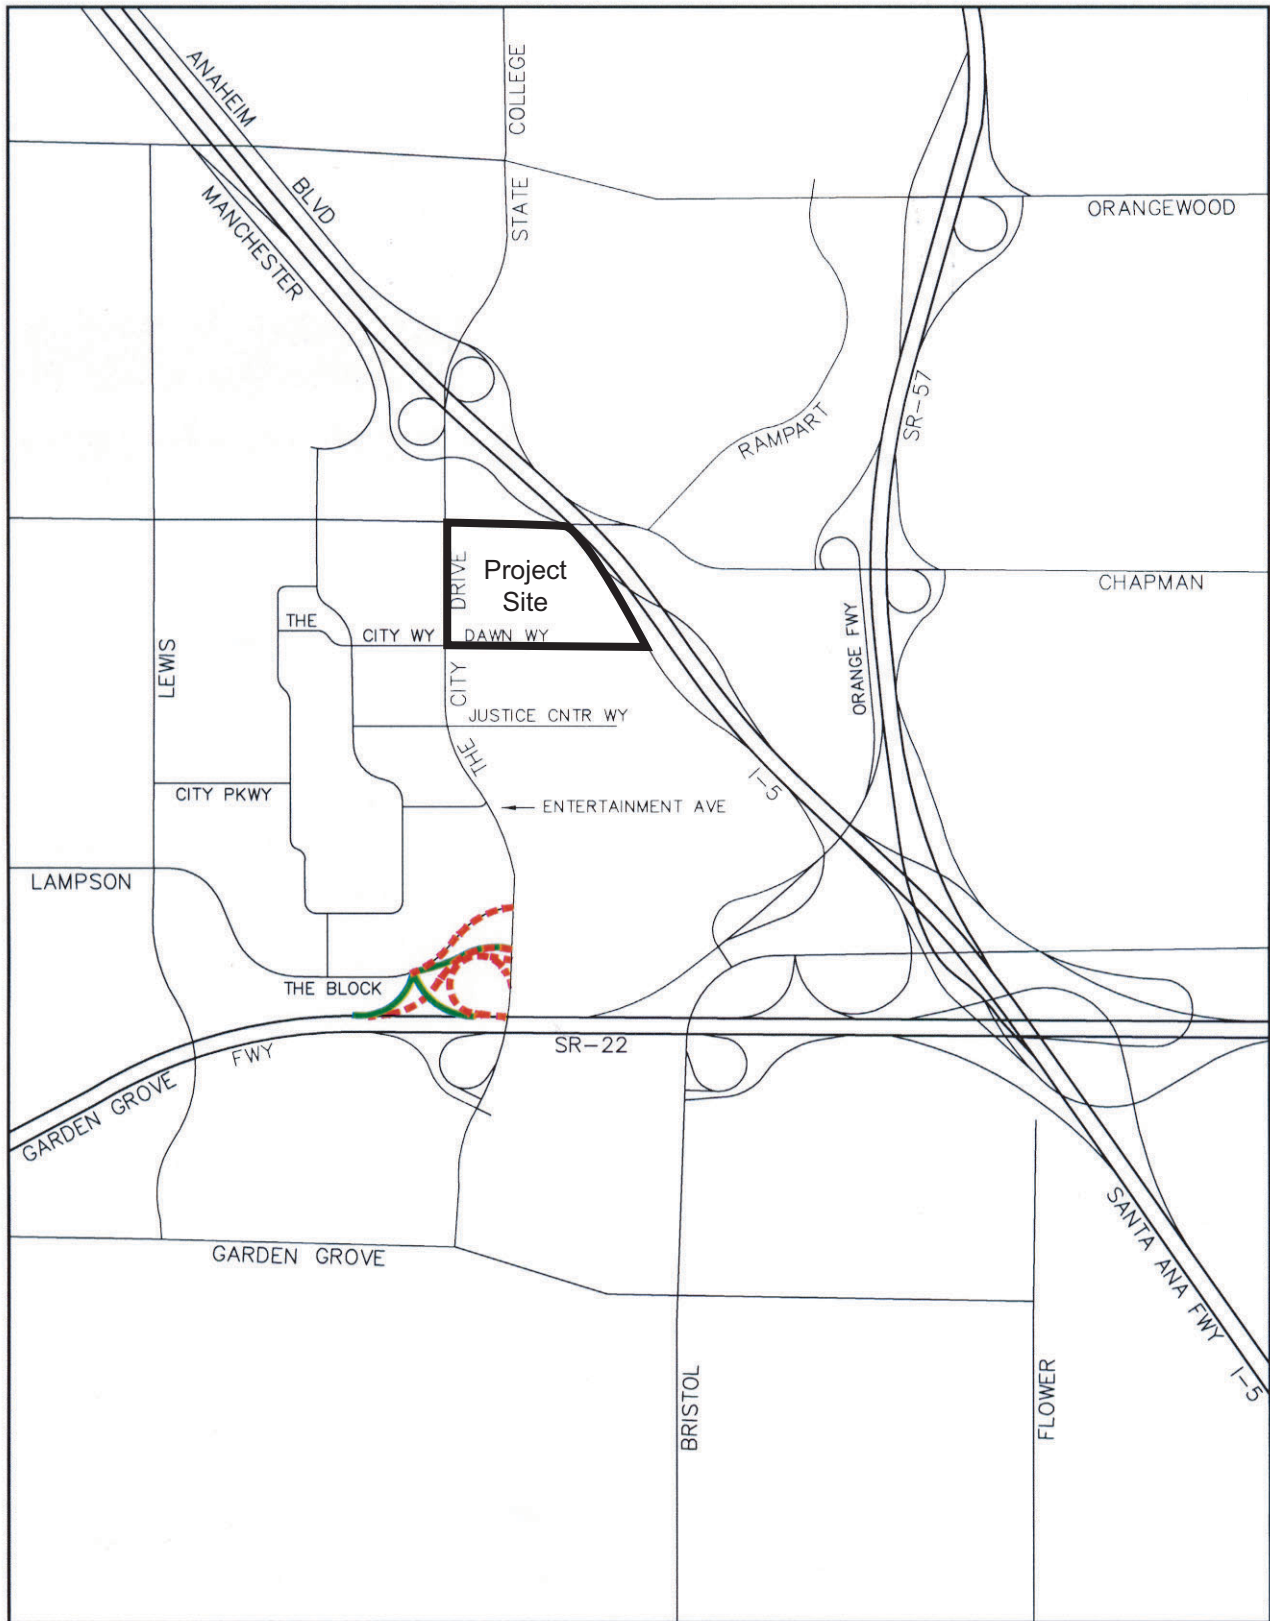 ANAHEIM
BLVD
STATE COLLEGE
MANCHESTER
ORANGEWOOD
SR-57
RAMPART
CHAPMAN
Project
Site
THE CITY DRIVE
THE
CITY WY
DAWN WY
LEWIS
ORANGE FWY
JUSTICE CNTR WY
I-5
CITY PKWY
ENTERTAINMENT AVE
LAMPSON
THE BLOCK
SR-22
GARDEN GROVE FWY
GARDEN GROVE
SANTA ANA FWY I-5
BRISTOL
FLOWER